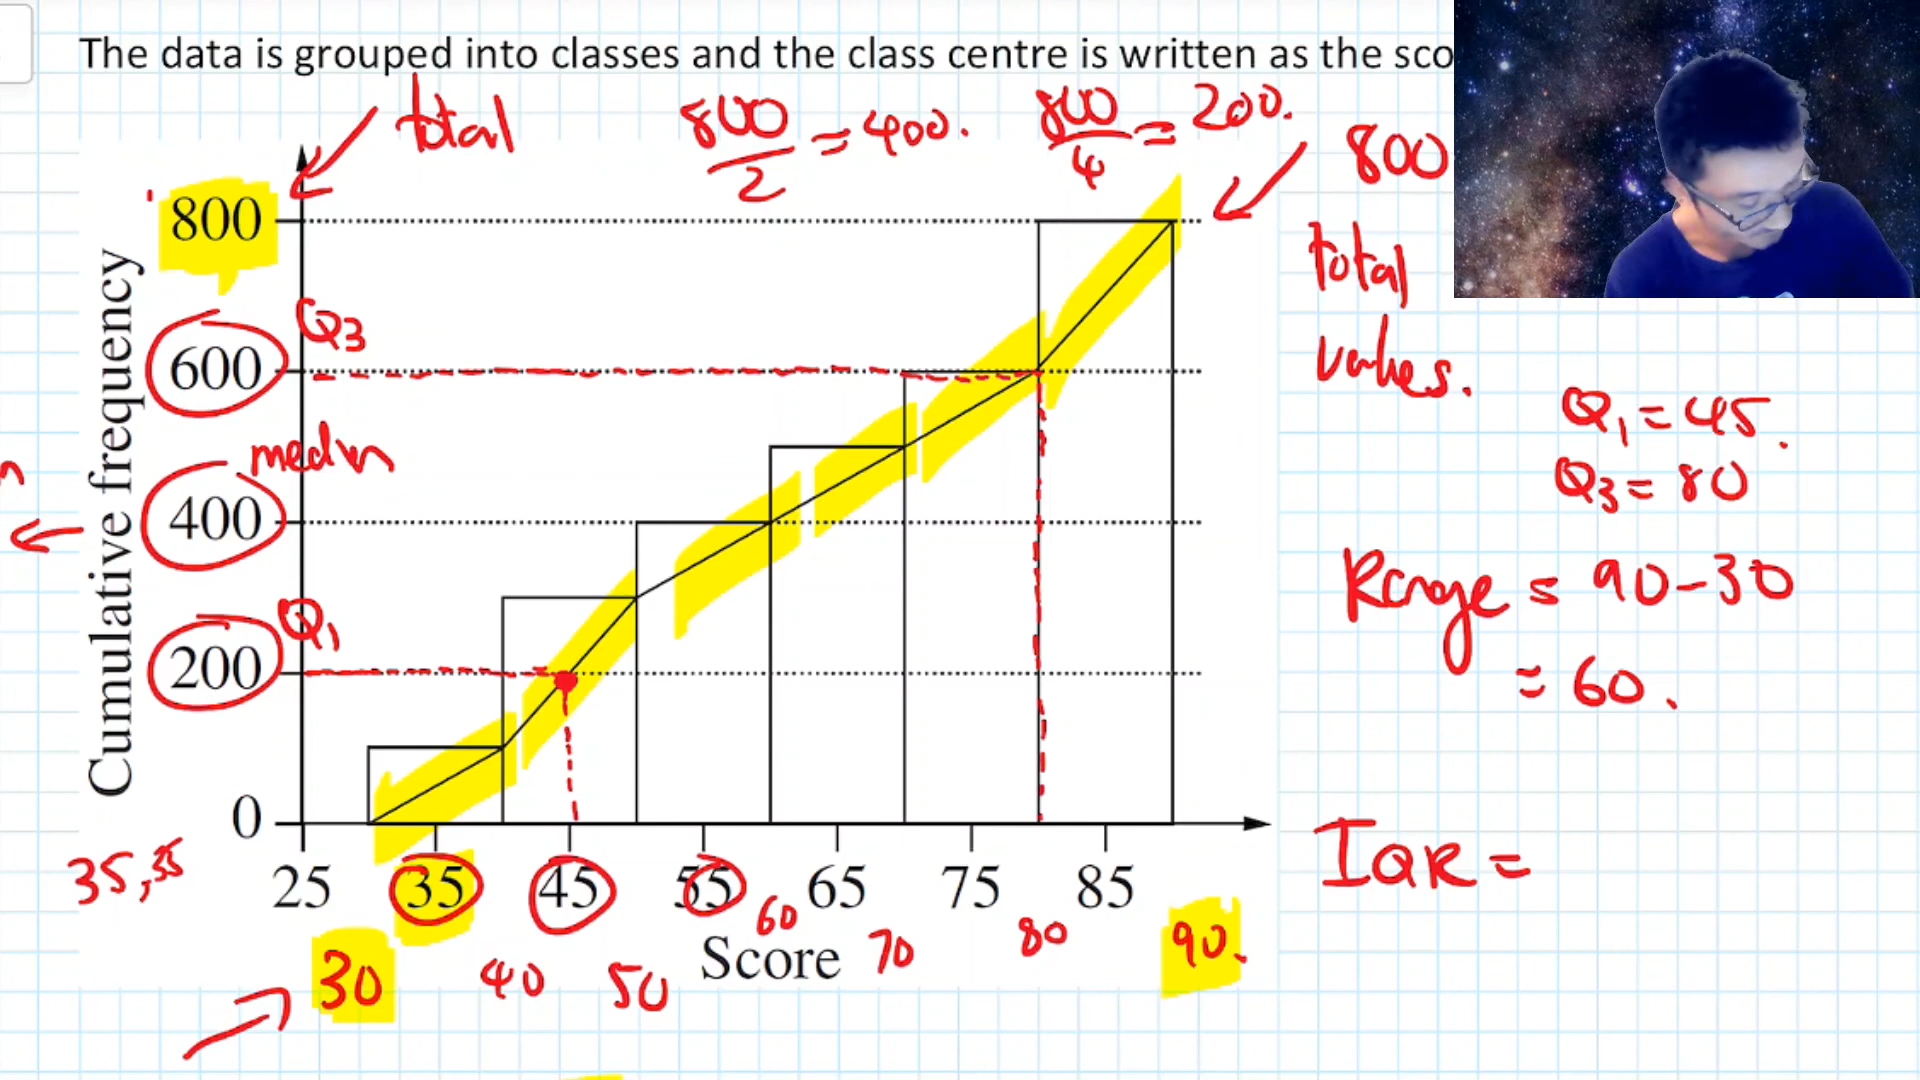 The data is grouped into classes and the class centre is written as the sco
total
800/2 = 400.
800/4 = 200.
800
total
values.
800
Q3
600
median
400
Q1
200
0
Cumulative frequency
25 35 45 55 65 75 85
35, 35
30 40 50 60 70 80 90.
Score
Q1 = 45.
Q3 = 80
Range = 90-30
= 60.
IQR =